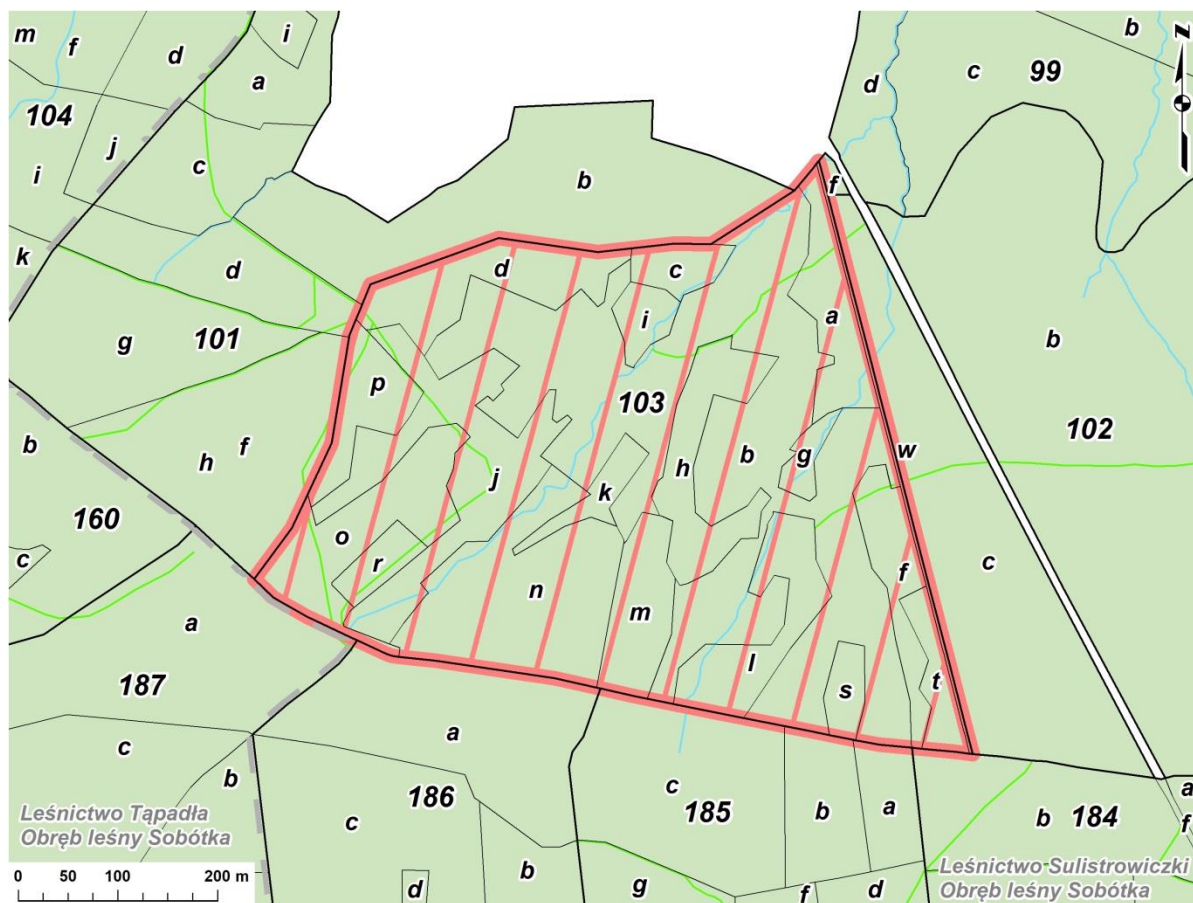 m
f
d
i
b
a
d
c
99
104
j
c
i
b
f
k
d
d
c
g
101
i
a
b
p
103
102
b
h
f
h
b
g
w
j
k
160
c
o
r
c
f
n
m
a
l
t
s
187
a
c
b
186
c
185
b
a
b
184
a
f
c
Leśnictwo Tąpadła
Obręb leśny Sobótka
Leśnictwo Sulistrowiczki
Obręb leśny Sobótka
0 50 100 200 m
d
b
g
f
d
N